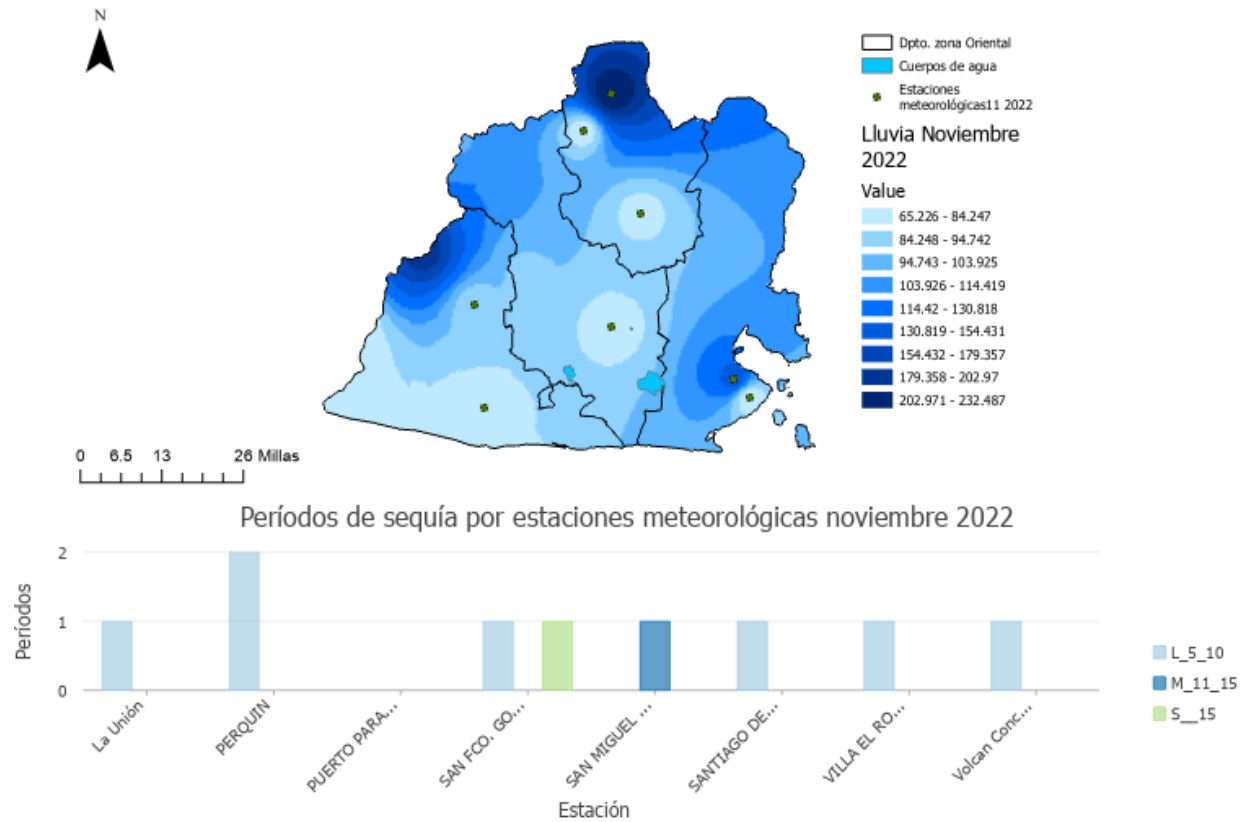 N
Dpto. zona Oriental
Cuerpos de agua
Estaciones
meteorológicas11 2022
Lluvia Noviembre
2022
Value
65.226 - 84.247
84.248 - 94.742
94.743 - 103.925
103.926 - 114.419
114.42 - 130.818
130.819 - 154.431
154.432 - 179.357
179.358 - 202.97
202.971 - 232.487
0 6.5 13 26 Millas
Períodos de sequía por estaciones meteorológicas noviembre 2022
Períodos
2
1
0
La Unión
PERQUIN
PUERTO PARA...
SAN FCO. GO...
SAN MIGUEL ...
SANTIAGO DE...
VILLA EL RO...
Volcan Conc...
Estación
L_5_10
M_11_15
S__15